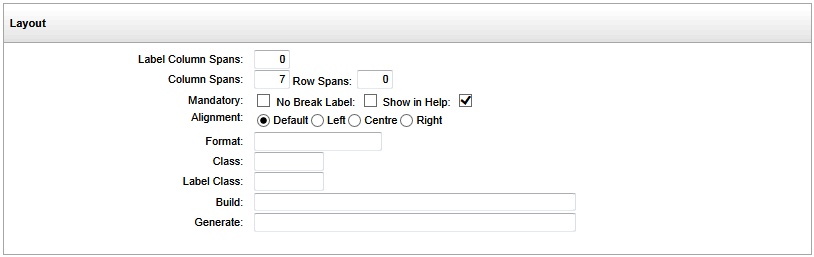 Layout
Label Column Spans: 0
Column Spans: 7 Row Spans: 0
Mandatory: No Break Label: Show in Help:
Alignment: Default Left Centre Right
Format:
Class:
Label Class:
Build:
Generate: